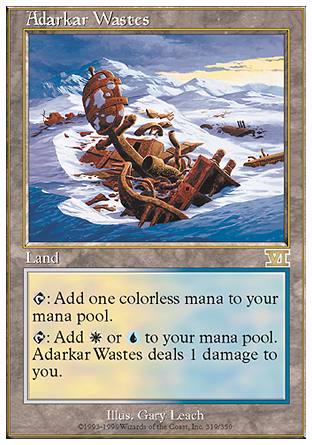 Adarkar Wastes
Land
VI
: Add one colorless mana to your
mana pool.
: Add or to your mana pool.
Adarkar Wastes deals 1 damage to
you.
Illus. Gary Leach
©1993-1999 Wizards of the Coast, Inc. 319/350